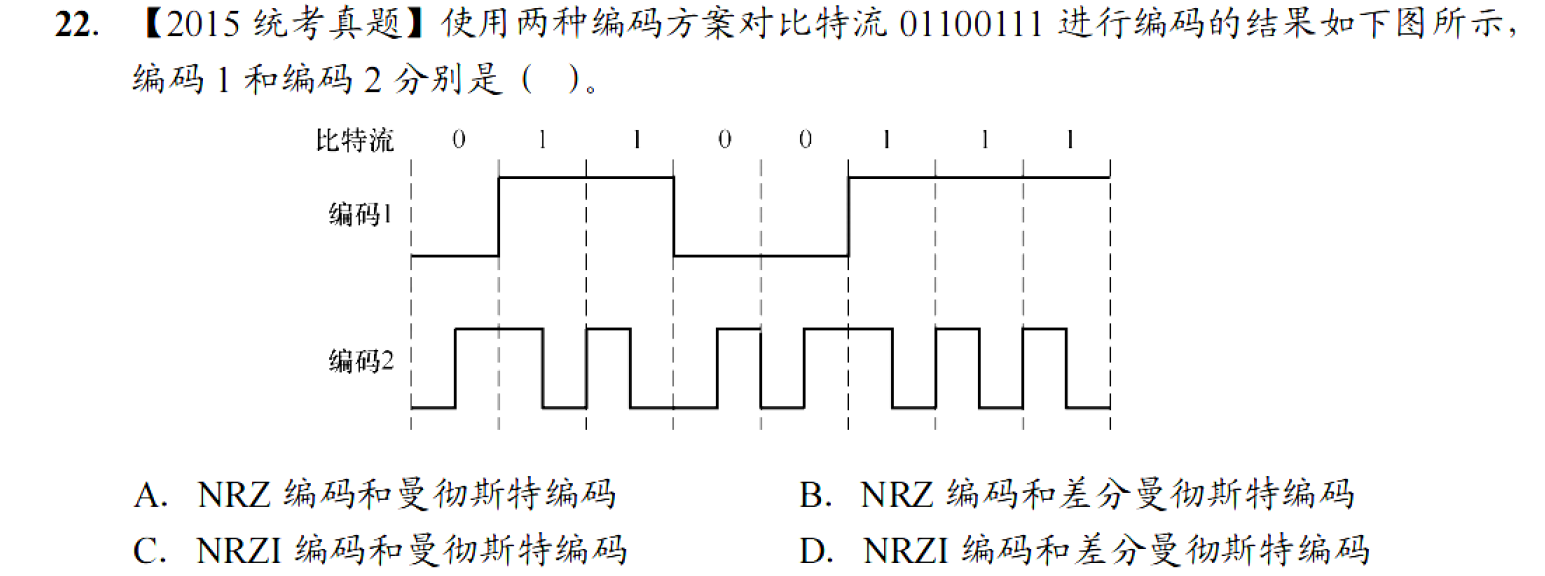 22. 【2015 统考真题】使用两种编码方案对比特流 01100111 进行编码的结果如下图所示，
编码 1 和编码 2 分别是（ ）。
比特流 0 1 1 0 0 1 1 1
编码1
编码2
A. NRZ 编码和曼彻斯特编码 B. NRZ 编码和差分曼彻斯特编码
C. NRZI 编码和曼彻斯特编码 D. NRZI 编码和差分曼彻斯特编码